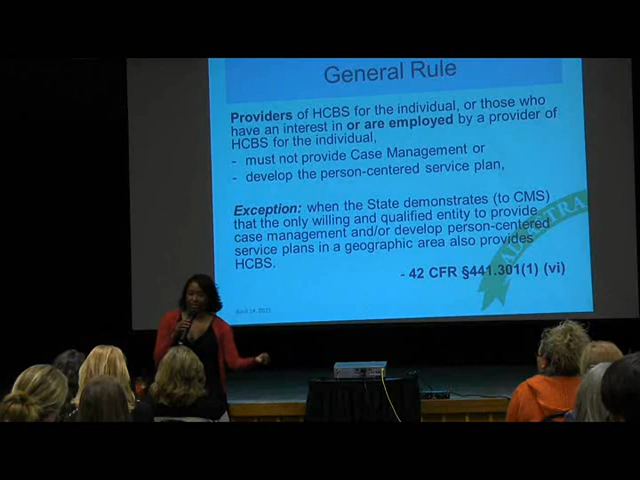 General Rule
Providers of HCBS for the individual, or those who
have an interest in or are employed by a provider of
HCBS for the individual,
- must not provide Case Management or
- develop the person-centered service plan,
Exception: when the State demonstrates (to CMS)
that the only willing and qualified entity to provide
case management and/or develop person-centered
service plans in a geographic area also provides
HCBS.
- 42 CFR §441.301(1) (vi)